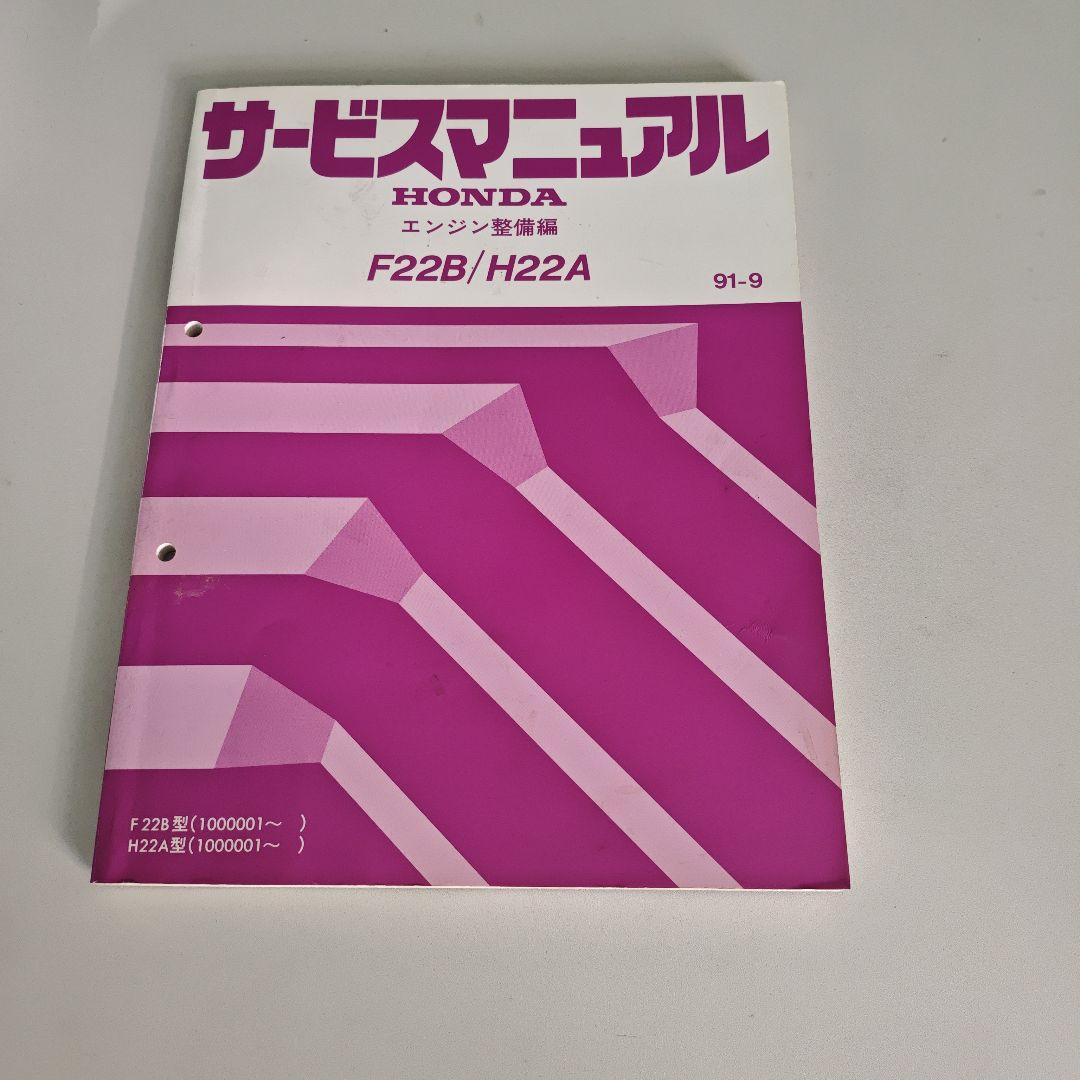 サービスマニュアル
HONDA
エンジン整備編
F22B/H22A
91-9
F22B型(1000001～　)
H22A型(1000001～　)